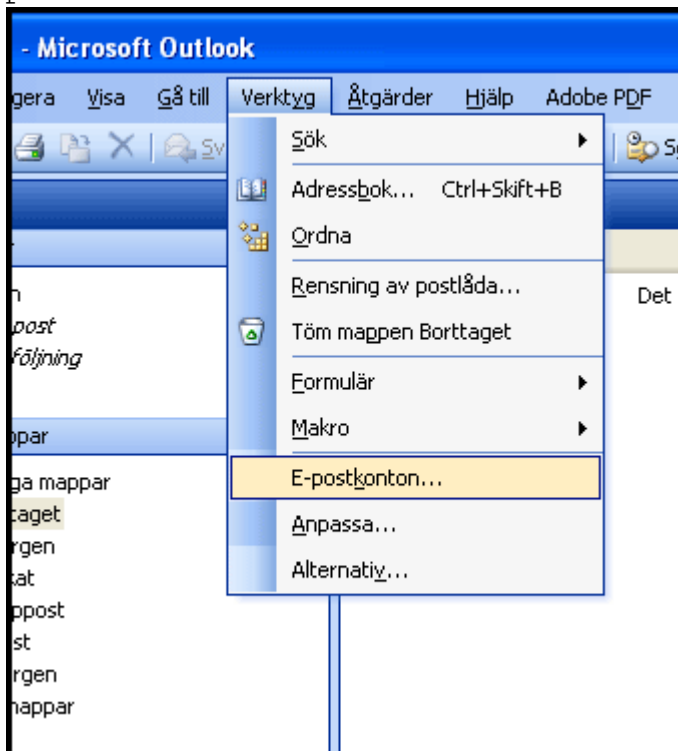 - Microsoft Outlook
gera Visa Gå till Verktyg Åtgärder Hjälp Adobe PDF
Sv
Sök
Adressbok... Ctrl+Skift+B
Ordna
Rensning av postlåda...
Töm mappen Borttaget
Formulär
Makro
E-postkonton...
Anpassa...
Alternativ...
Det
n
post
följning
ppar
ga mappar
taget
rgen
kat
ppost
st
rgen
mappar